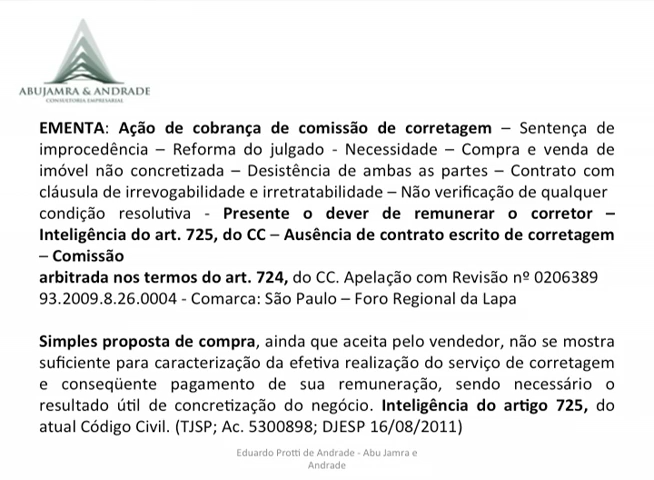 ABUJAMRA & ANDRADE
CONSULTORIA EMPRESARIAL
EMENTA: Ação de cobrança de comissão de corretagem – Sentença de
improcedência – Reforma do julgado - Necessidade – Compra e venda de
imóvel não concretizada – Desistência de ambas as partes – Contrato com
cláusula de irrevogabilidade e irretratabilidade – Não verificação de qualquer
condição resolutiva - Presente o dever de remunerar o corretor –
Inteligência do art. 725, do CC – Ausência de contrato escrito de corretagem
– Comissão
arbitrada nos termos do art. 724, do CC. Apelação com Revisão nº 0206389
93.2009.8.26.0004 - Comarca: São Paulo – Foro Regional da Lapa
Simples proposta de compra, ainda que aceita pelo vendedor, não se mostra
suficiente para caracterização da efetiva realização do serviço de corretagem
e conseqüente pagamento de sua remuneração, sendo necessário o
resultado útil de concretização do negócio. Inteligência do artigo 725, do
atual Código Civil. (TJSP; Ac. 5300898; DJESP 16/08/2011)
Eduardo Protti de Andrade - Abu Jamra e
Andrade